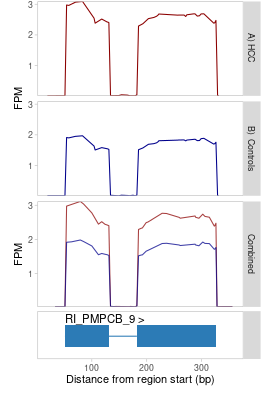 3
2
1
A) HCC
FPM
3
2
1
B) Controls
3
2
1
FPM
Combined
RI_PMPCB_9 >
100
200
300
Distance from region start (bp)